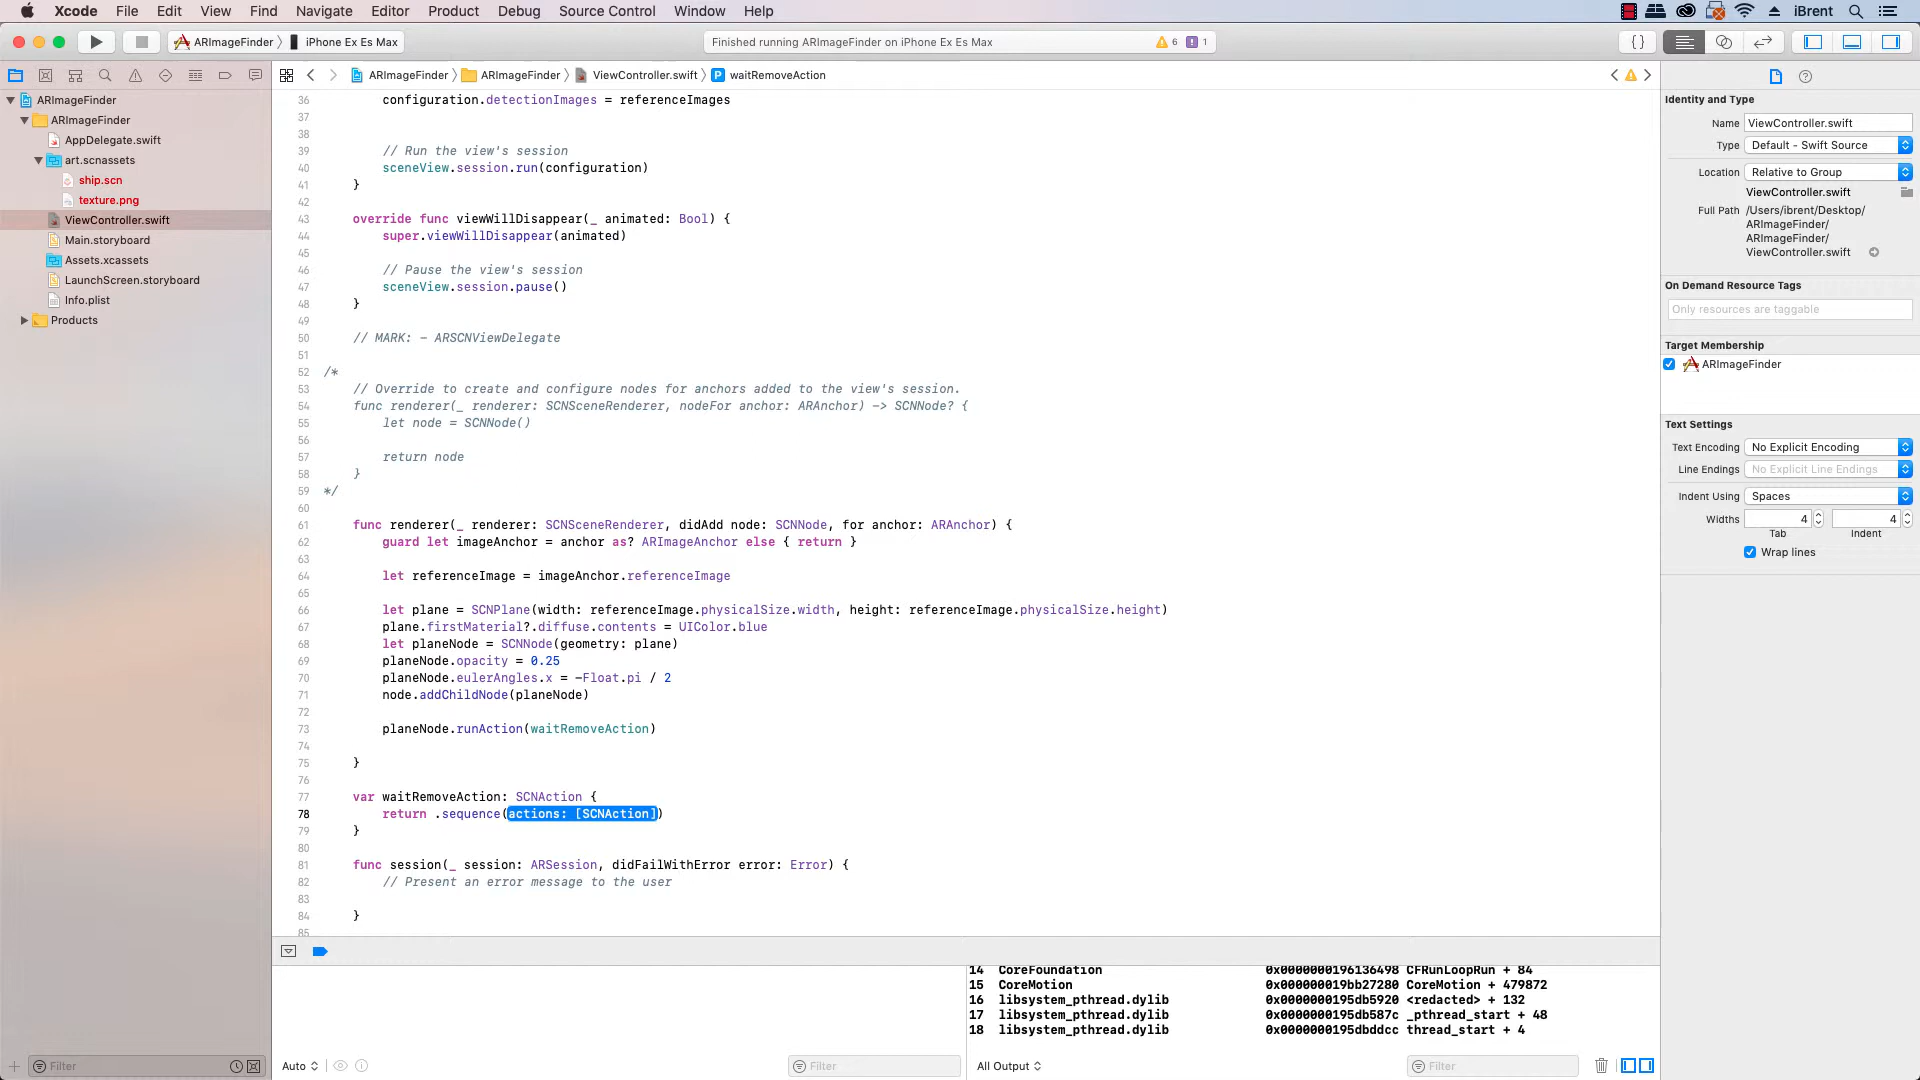 Xcode File Edit View Find Navigate Editor Product Debug Source Control Window Help iBrent
ARImageFinder iPhone Ex Es Max Finished running ARImageFinder on iPhone Ex Es Max 6 1
ARImageFinder ARImageFinder ViewController.swift P waitRemoveAction
ARImageFinder
ARImageFinder
AppDelegate.swift
art.scnassets
ship.scn
texture.png
ViewController.swift
Main.storyboard
Assets.xcassets
LaunchScreen.storyboard
Info.plist
Products
Filter
36 configuration.detectionImages = referenceImages
37
38
39 // Run the view's session
40 sceneView.session.run(configuration)
41 }
42
43 override func viewWillDisappear(_ animated: Bool) {
44 super.viewWillDisappear(animated)
45
46 // Pause the view's session
47 sceneView.session.pause()
48 }
49
50 // MARK: - ARSCNViewDelegate
51
52 /*
53 // Override to create and configure nodes for anchors added to the view's session.
54 func renderer(_ renderer: SCNSceneRenderer, nodeFor anchor: ARAnchor) -> SCNNode? {
55 let node = SCNNode()
56
57 return node
58 }
59 */
60
61 func renderer(_ renderer: SCNSceneRenderer, didAdd node: SCNNode, for anchor: ARAnchor) {
62 guard let imageAnchor = anchor as? ARImageAnchor else { return }
63
64 let referenceImage = imageAnchor.referenceImage
65
66 let plane = SCNPlane(width: referenceImage.physicalSize.width, height: referenceImage.physicalSize.height)
67 plane.firstMaterial?.diffuse.contents = UIColor.blue
68 let planeNode = SCNNode(geometry: plane)
69 planeNode.opacity = 0.25
70 planeNode.eulerAngles.x = -Float.pi / 2
71 node.addChildNode(planeNode)
72
73 planeNode.runAction(waitRemoveAction)
74
75 }
76
77 var waitRemoveAction: SCNAction {
78 return .sequence(actions: [SCNAction])
79 }
80
81 func session(_ session: ARSession, didFailWithError error: Error) {
82 // Present an error message to the user
83
84 }
85
14 CoreFoundation 0x0000000196136498 CFRunLoopRun + 84
15 CoreMotion 0x000000019bb27280 CoreMotion + 479872
16 libsystem_pthread.dylib 0x0000000195db5920 <redacted> + 132
17 libsystem_pthread.dylib 0x0000000195db587c _pthread_start + 48
18 libsystem_pthread.dylib 0x0000000195dbddcc thread_start + 4
Auto Filter All Output Filter
Identity and Type
Name ViewController.swift
Type Default - Swift Source
Location Relative to Group
ViewController.swift
Full Path /Users/ibrent/Desktop/
ARImageFinder/
ARImageFinder/
ViewController.swift
On Demand Resource Tags
Only resources are taggable
Target Membership
ARImageFinder
Text Settings
Text Encoding No Explicit Encoding
Line Endings No Explicit Line Endings
Indent Using Spaces
Widths 4 4
Tab Indent
Wrap lines